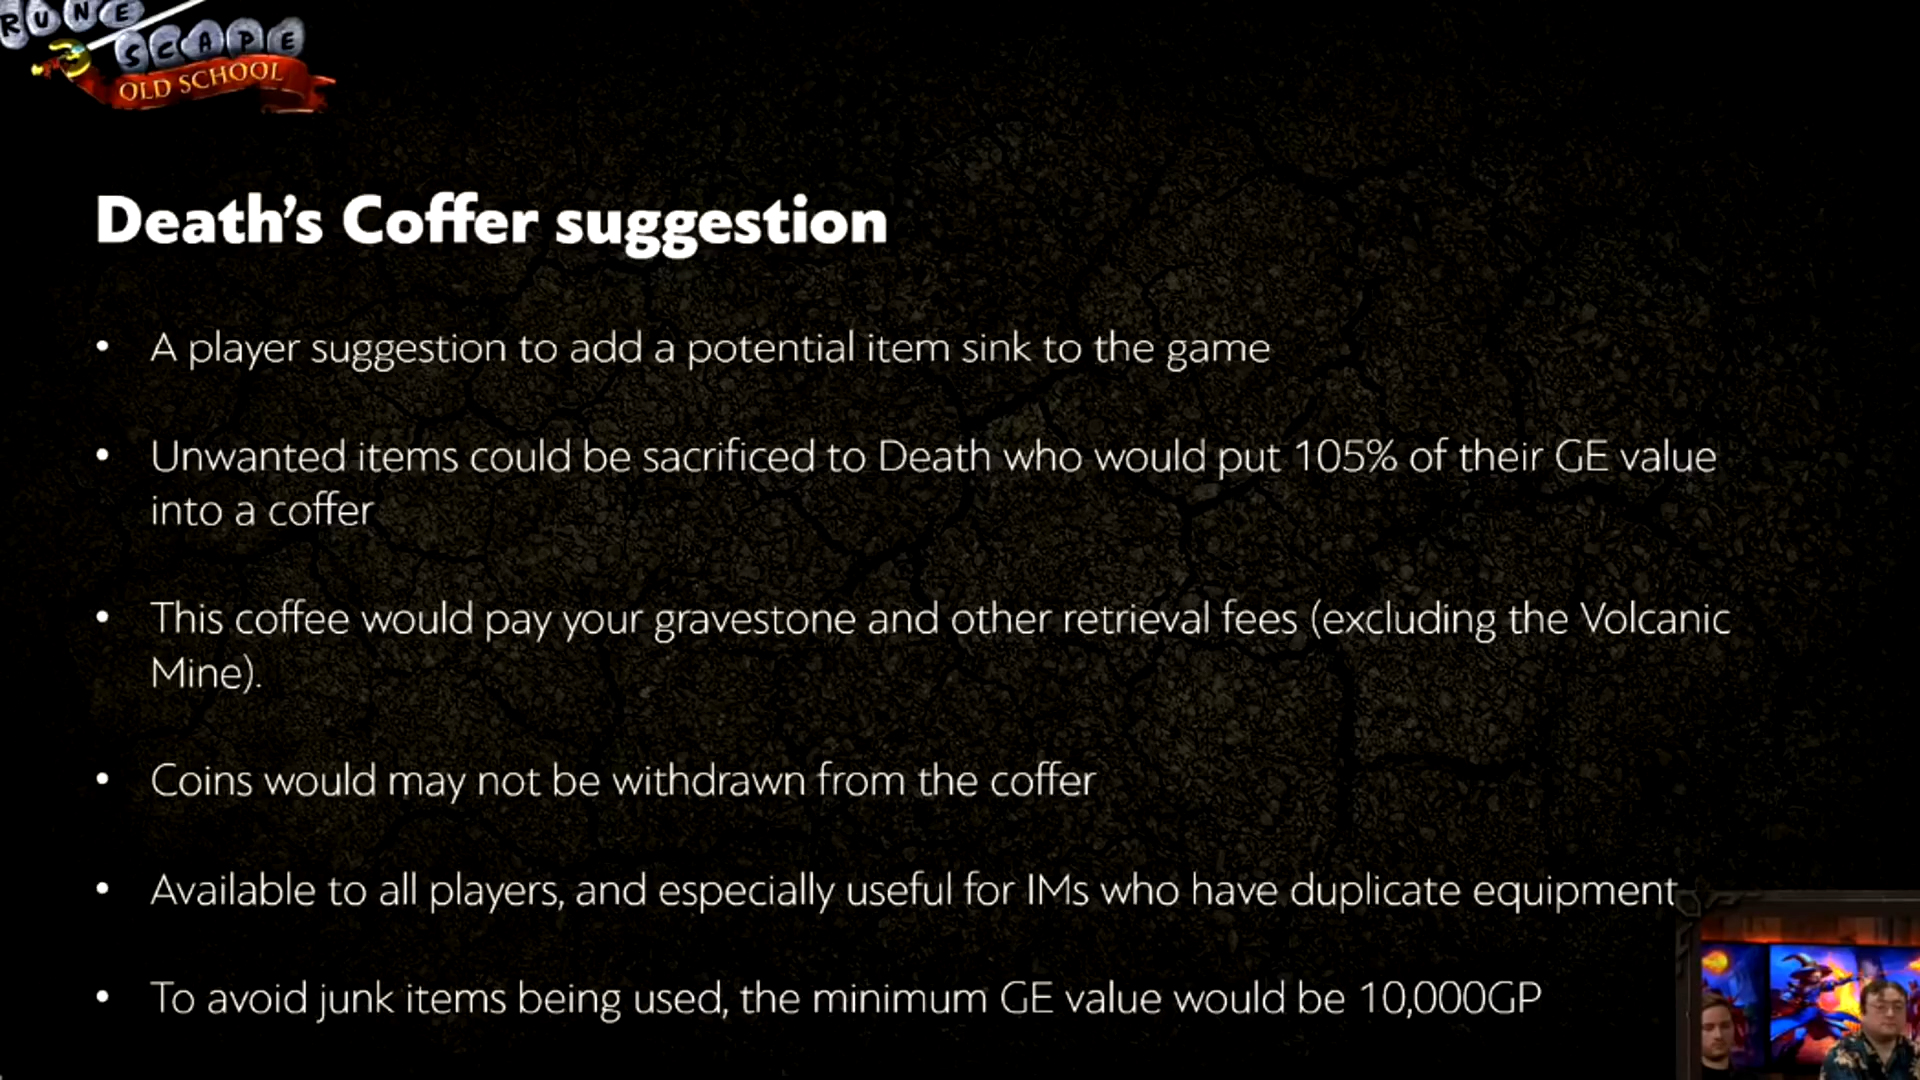 RUNE
SCAPE
OLD SCHOOL
Death's Coffer suggestion
• A player suggestion to add a potential item sink to the game
• Unwanted items could be sacrificed to Death who would put 105% of their GE value
into a coffer
• This coffee would pay your gravestone and other retrieval fees (excluding the Volcanic
Mine).
• Coins would may not be withdrawn from the coffer
• Available to all players, and especially useful for IMs who have duplicate equipment
• To avoid junk items being used, the minimum GE value would be 10,000GP